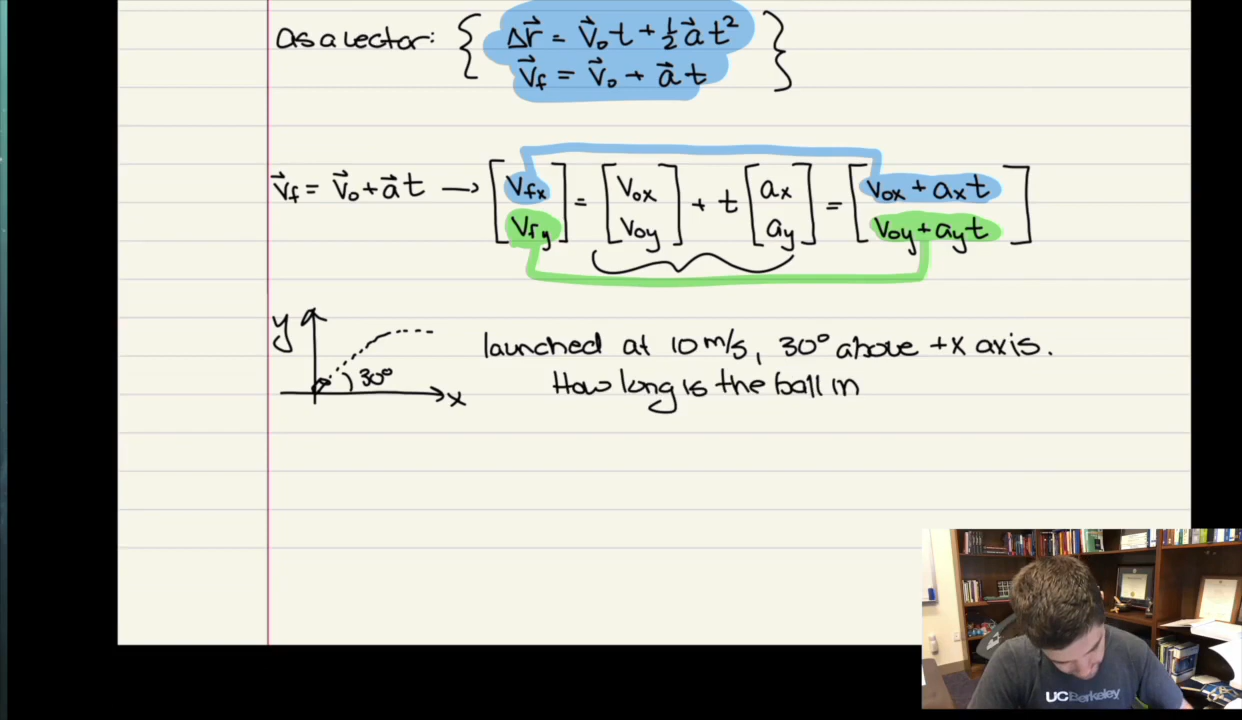 As a vector: { Δr⃗ = v⃗₀t + ½a⃗t²
v⃗f = v⃗₀ + a⃗t }
v⃗f = v⃗₀ + a⃗t → [vfx vfy] = [v₀x v₀y] + t [ax ay] = [v₀x + axt v₀y + ayt]
y
30°
x
launched at 10 m/s, 30° above +x axis.
How long is the ball in
UC Berkeley